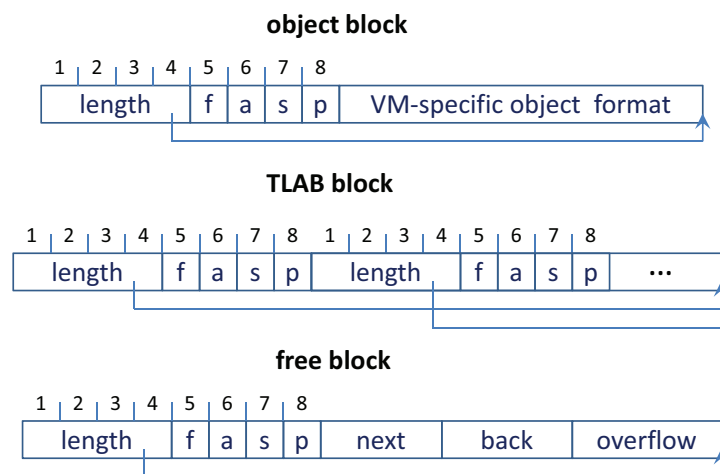 object block
1 2 3 4 5 6 7 8
length f a s p VM-specific object format
TLAB block
1 2 3 4 5 6 7 8 1 2 3 4 5 6 7 8
length f a s p length f a s p ...
free block
1 2 3 4 5 6 7 8
length f a s p next back overflow